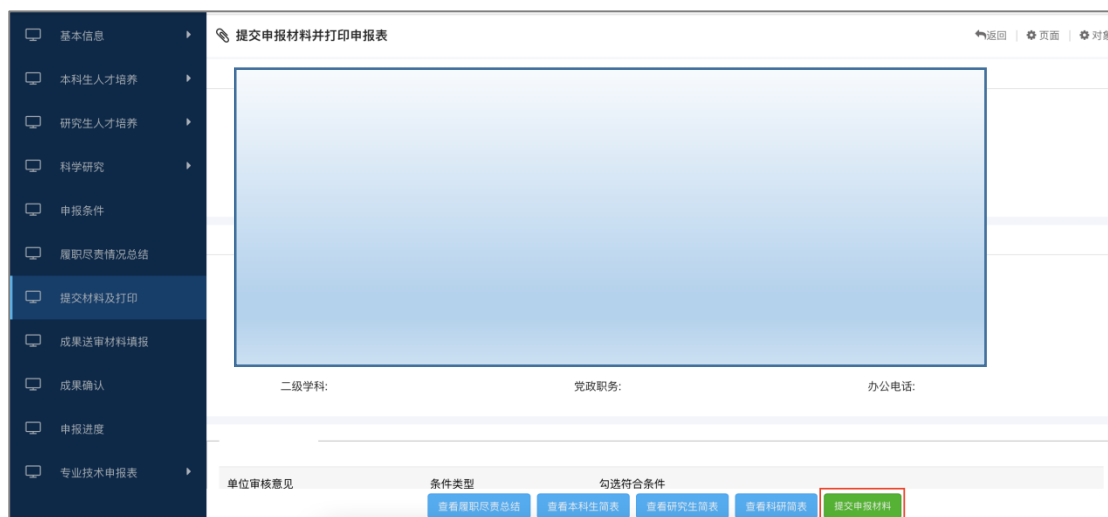 基本信息
本科生人才培养
研究生人才培养
科学研究
申报条件
履职尽责情况总结
提交材料及打印
成果送审材料填报
成果确认
申报进度
专业技术申报表
提交申报材料并打印申报表
返回 | 页面 | 对象
二级学科: 党政职务: 办公电话:
单位审核意见 条件类型 勾选符合条件
查看履职尽责总结 查看本科生简表 查看研究生简表 查看科研简表 提交申报材料